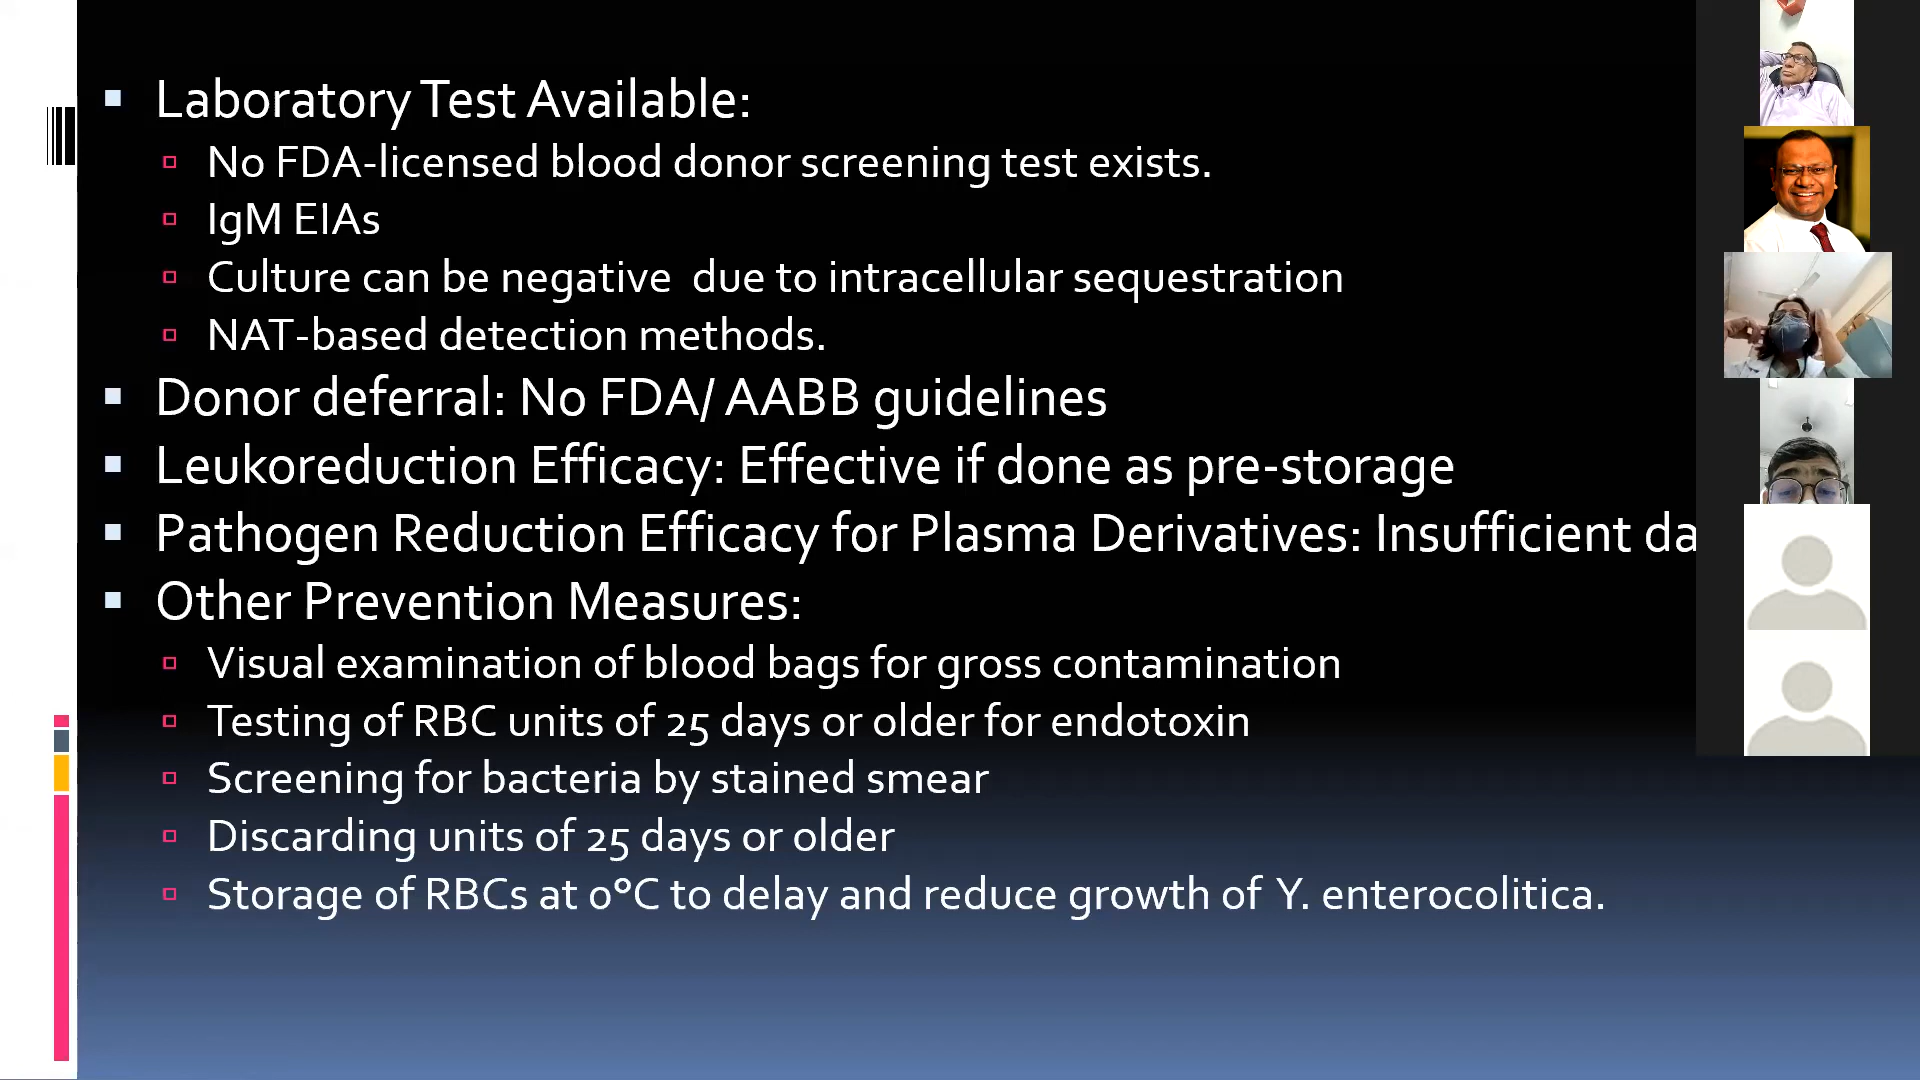 Laboratory Test Available:
No FDA-licensed blood donor screening test exists.
IgM EIAs
Culture can be negative due to intracellular sequestration
NAT-based detection methods.
Donor deferral: No FDA/ AABB guidelines
Leukoreduction Efficacy: Effective if done as pre-storage
Pathogen Reduction Efficacy for Plasma Derivatives: Insufficient da
Other Prevention Measures:
Visual examination of blood bags for gross contamination
Testing of RBC units of 25 days or older for endotoxin
Screening for bacteria by stained smear
Discarding units of 25 days or older
Storage of RBCs at 0°C to delay and reduce growth of Y. enterocolitica.